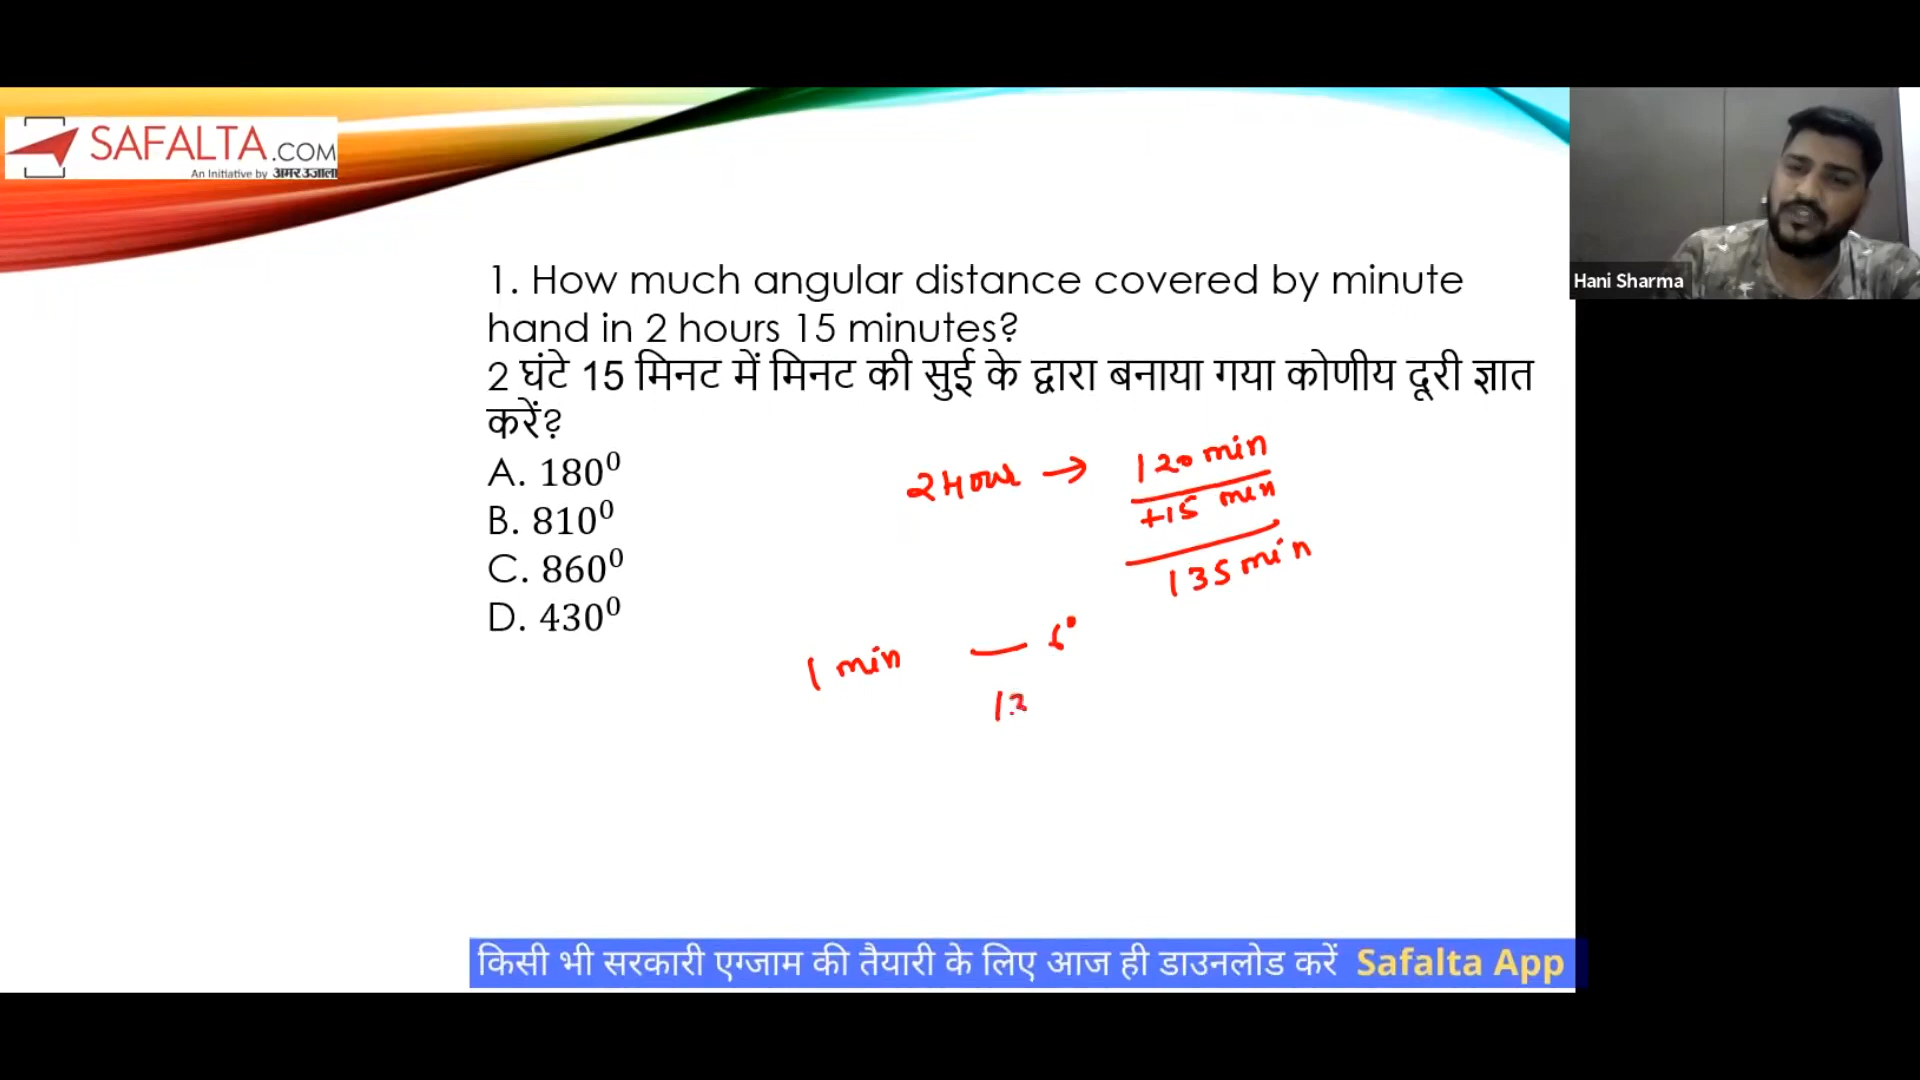 SAFALTA.COM
An Initiative by अमर उजाला
Hani Sharma
1. How much angular distance covered by minute
hand in 2 hours 15 minutes?
2 घंटे 15 मिनट में मिनट की सुई के द्वारा बनाया गया कोणीय दूरी ज्ञात
करें?
A. 180⁰
B. 810⁰
C. 860⁰
D. 430⁰
2 Hour → 120 min
+15 min
135 min
1 min — 6°
13
किसी भी सरकारी एग्जाम की तैयारी के लिए आज ही डाउनलोड करें Safalta App